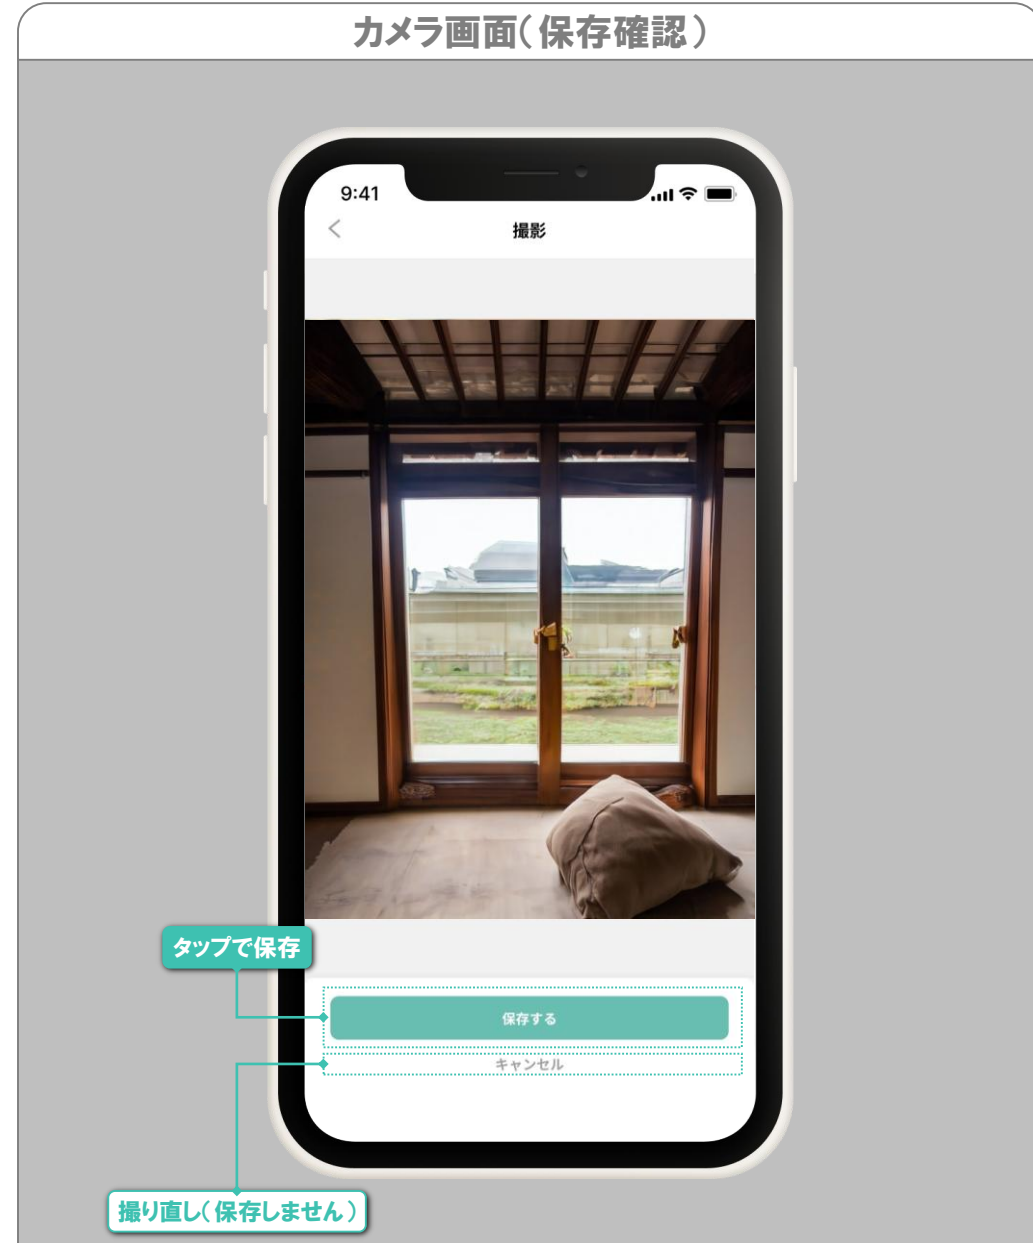 カメラ画面(保存確認)
9:41
撮影
タップで保存
保存する
キャンセル
撮り直し(保存しません)